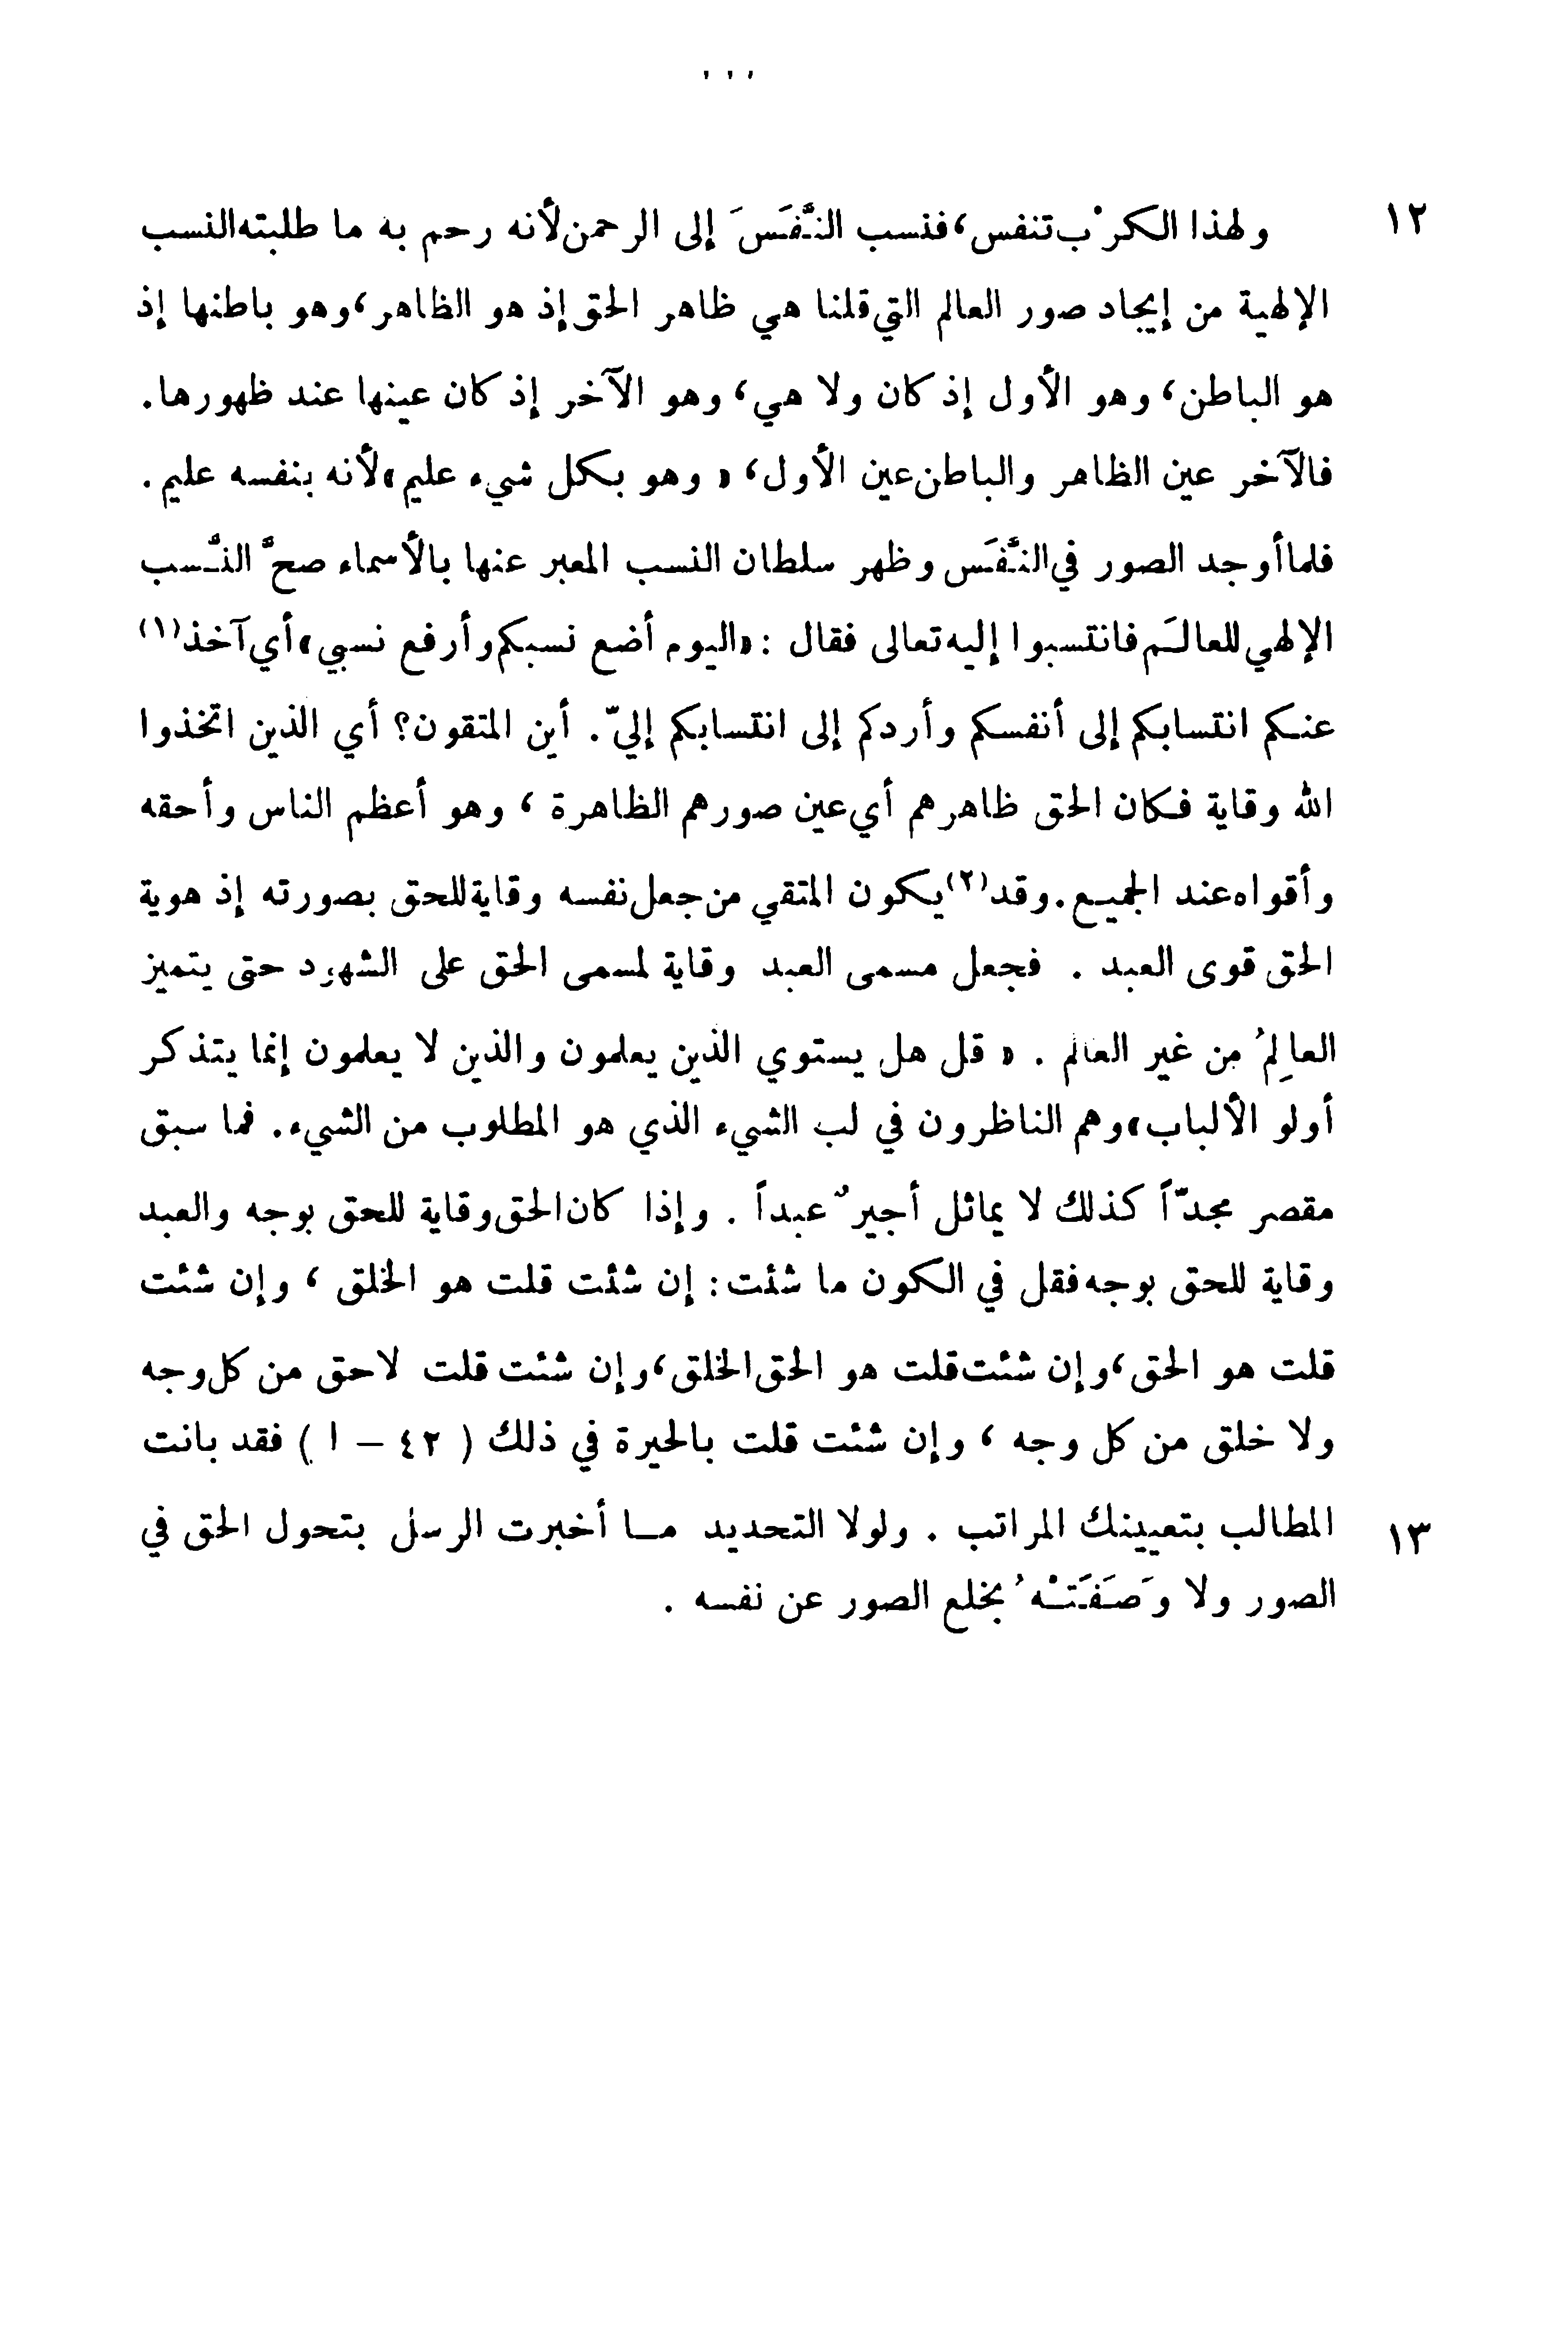 ١٢ ولهذا الكرْب تنفس، فنسب النَّفَسَ إلى الرحمن لأنه رحم به ما طلبته النسب
الإلهية من إيجاد صور العالم التي قلنا هي ظاهر الحق إذ هو الظاهر، وهو باطنها إذ
هو الباطن، وهو الأول إذ كان ولا هي، وهو الآخر إذ كان عينها عند ظهورها.
فالآخر عين الظاهر والباطن عين الأول، « وهو بكل شيء عليم » لأنه بنفسه عليم.
فلما أوجد الصور في النَّفَس وظهر سلطان النسب المعبر عنها بالأسماء صحَّ النَّسب
الإلهي للعالَم فانتسبوا إليه تعالى فقال : «اليوم أضع نسبكم وأرفع نسبي» أي آخذ(١)
عنكم انتسابكم إلى أنفسكم وأردكم إلى انتسابكم إليّ. أين المتقون؟ أي الذين اتخذوا
الله وقاية فكان الحق ظاهرهم أي عين صورهم الظاهرة ، وهو أعظم الناس وأحقه
وأقواه عند الجميع. وقد(٢) يكون المتقي من جعل نفسه وقاية للحق بصورته إذ هوية
الحق قوى العبد . فجعل مسمى العبد وقاية لمسمى الحق على الشهود حتى يتميز
العالِمُ من غير العالم . « قل هل يستوي الذين يعلمون والذين لا يعلمون إنما يتذكر
أولو الألباب» وهم الناظرون في لب الشيء الذي هو المطلوب من الشيء. فما سبق
مقصر مجدّاً كذلك لا يماثل أجيرٌ عبداً . وإذا كان الحق وقاية للحق بوجه والعبد
وقاية للحق بوجه فقل في الكون ما شئت: إن شئت قلت هو الخلق ، وإن شئت
قلت هو الحق، وإن شئت قلت هو الحق الخلق، وإن شئت قلت لا حق من كل وجه
ولا خلق من كل وجه ، وإن شئت قلت بالحيرة في ذلك ( ٤٢ – ا ) فقد بانت
١٣ المطالب بتعيينك المراتب . ولولا التحديد ما أخبرت الرسل بتحول الحق في
الصور ولا وَصَفَتْهُ بخلع الصور عن نفسه .